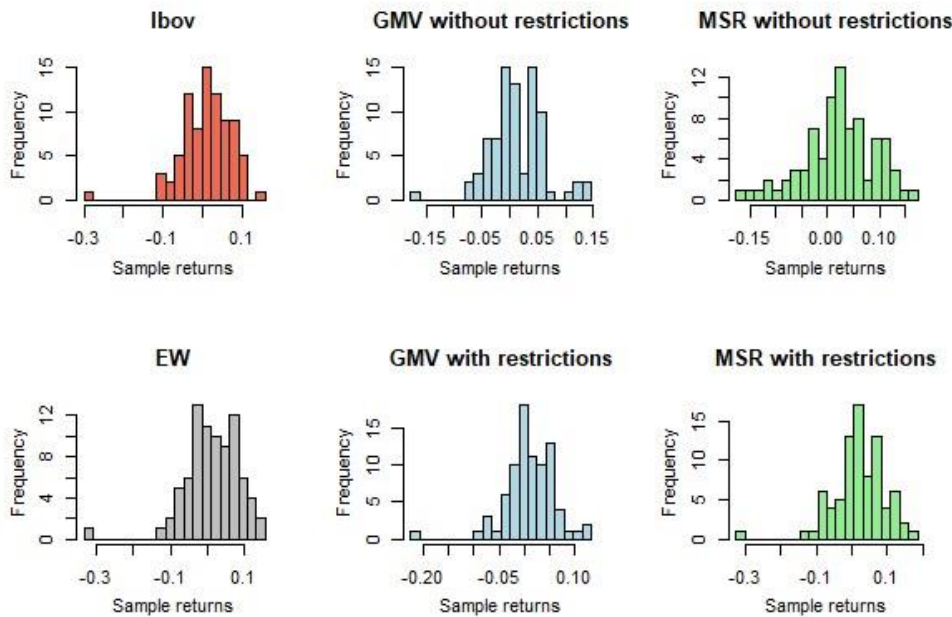 Ibov
GMV without restrictions
MSR without restrictions
Frequency
15
10
5
0
-0.3
-0.1
0.1
Sample returns
Frequency
15
10
5
0
-0.15
-0.05
0.05
0.15
Sample returns
Frequency
12
8
4
0
-0.15
0.00
0.10
Sample returns
EW
GMV with restrictions
MSR with restrictions
Frequency
12
8
4
0
-0.3
-0.1
0.1
Sample returns
Frequency
15
10
5
0
-0.20
-0.05
0.10
Sample returns
Frequency
15
10
5
0
-0.3
-0.1
0.1
Sample returns